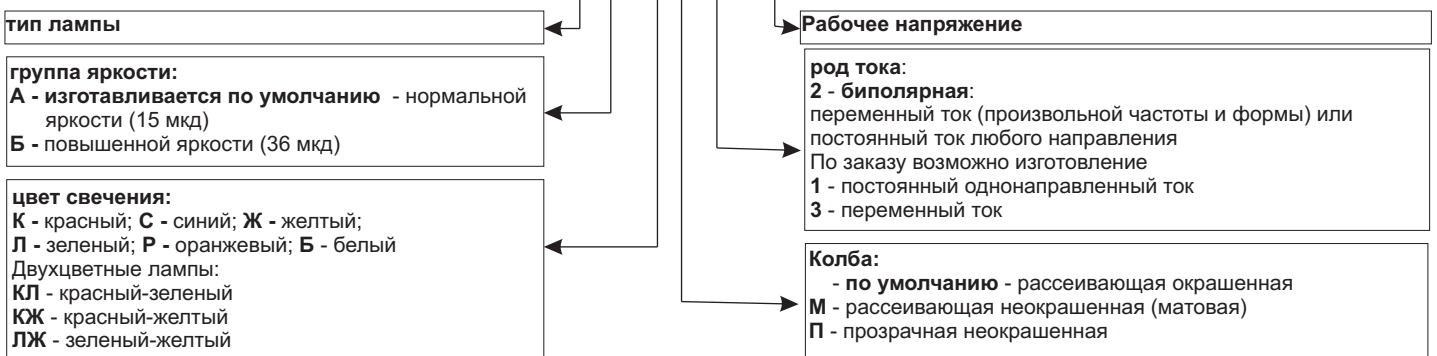 тип лампы
группа яркости:
А - изготавливается по умолчанию - нормальной
яркости (15 мкд)
Б - повышенной яркости (36 мкд)
цвет свечения:
К - красный; С - синий; Ж - желтый;
Л - зеленый; Р - оранжевый; Б - белый
Двухцветные лампы:
КЛ - красный-зеленый
КЖ - красный-желтый
ЛЖ - зеленый-желтый
Рабочее напряжение
род тока:
2 - биполярная:
переменный ток (произвольной частоты и формы) или
постоянный ток любого направления
По заказу возможно изготовление
1 - постоянный однонаправленный ток
3 - переменный ток
Колба:
- по умолчанию - рассеивающая окрашенная
М - рассеивающая неокрашенная (матовая)
П - прозрачная неокрашенная